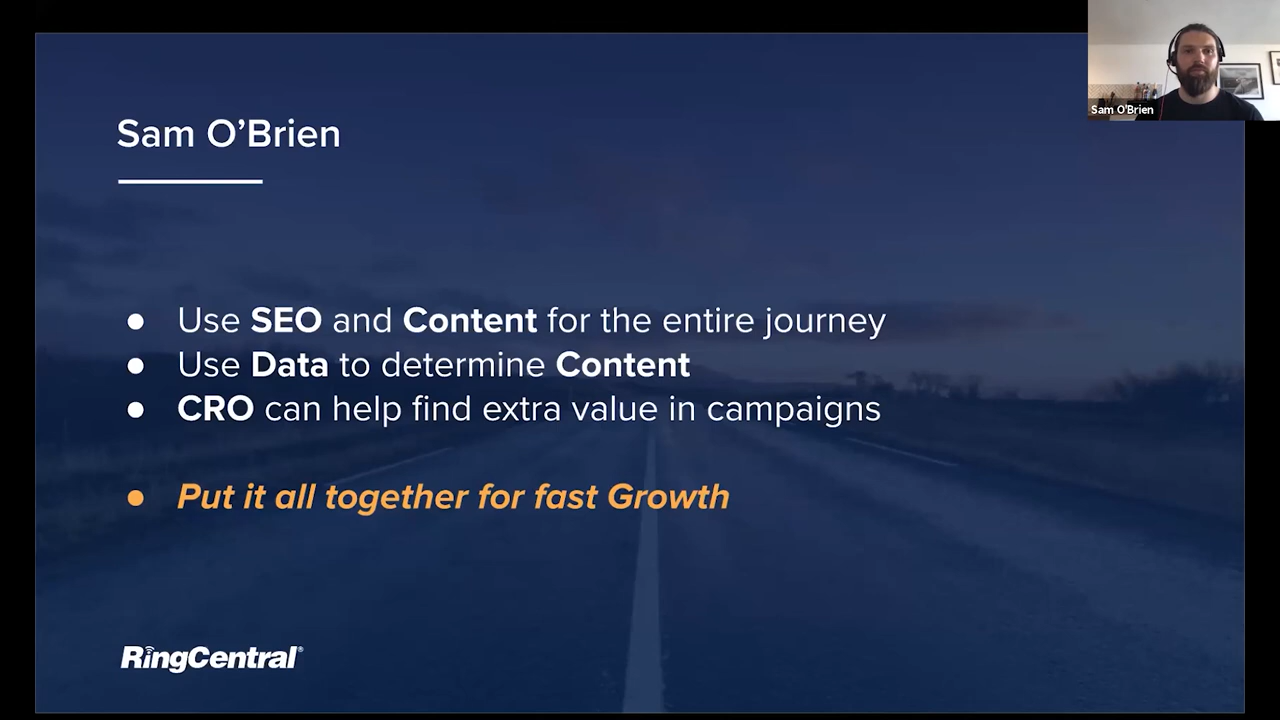 Sam O'Brien
Sam O’Brien
● Use SEO and Content for the entire journey
● Use Data to determine Content
● CRO can help find extra value in campaigns
● Put it all together for fast Growth
RingCentral®